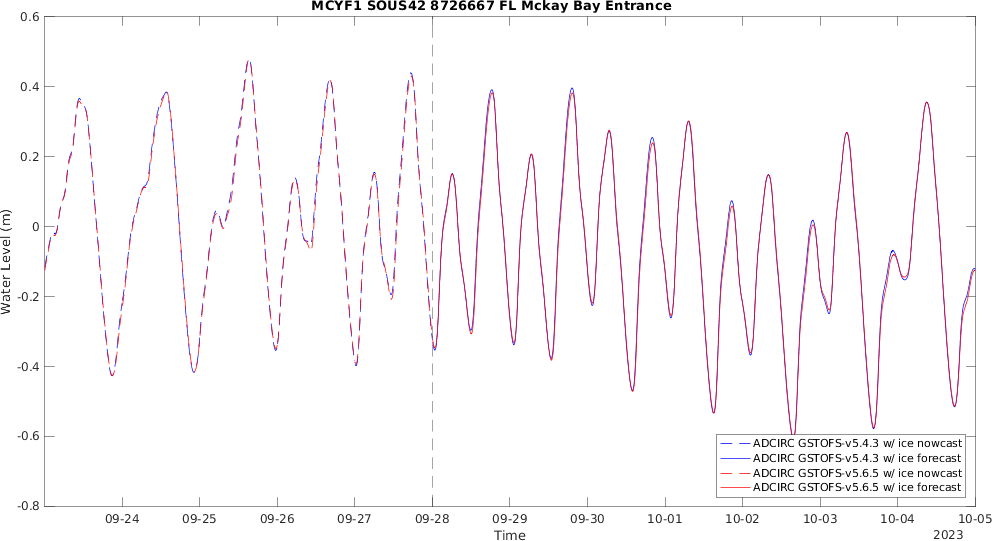 MCYF1 SOUS42 8726667 FL Mckay Bay Entrance
0.6
0.4
0.2
0
-0.2
-0.4
-0.6
-0.8
Water Level (m)
ADCIRC GSTOFS-v5.4.3 w/ ice nowcast
ADCIRC GSTOFS-v5.4.3 w/ ice forecast
ADCIRC GSTOFS-v5.6.5 w/ ice nowcast
ADCIRC GSTOFS-v5.6.5 w/ ice forecast
09-24 09-25 09-26 09-27 09-28 09-29 09-30 10-01 10-02 10-03 10-04 10-05
Time
2023